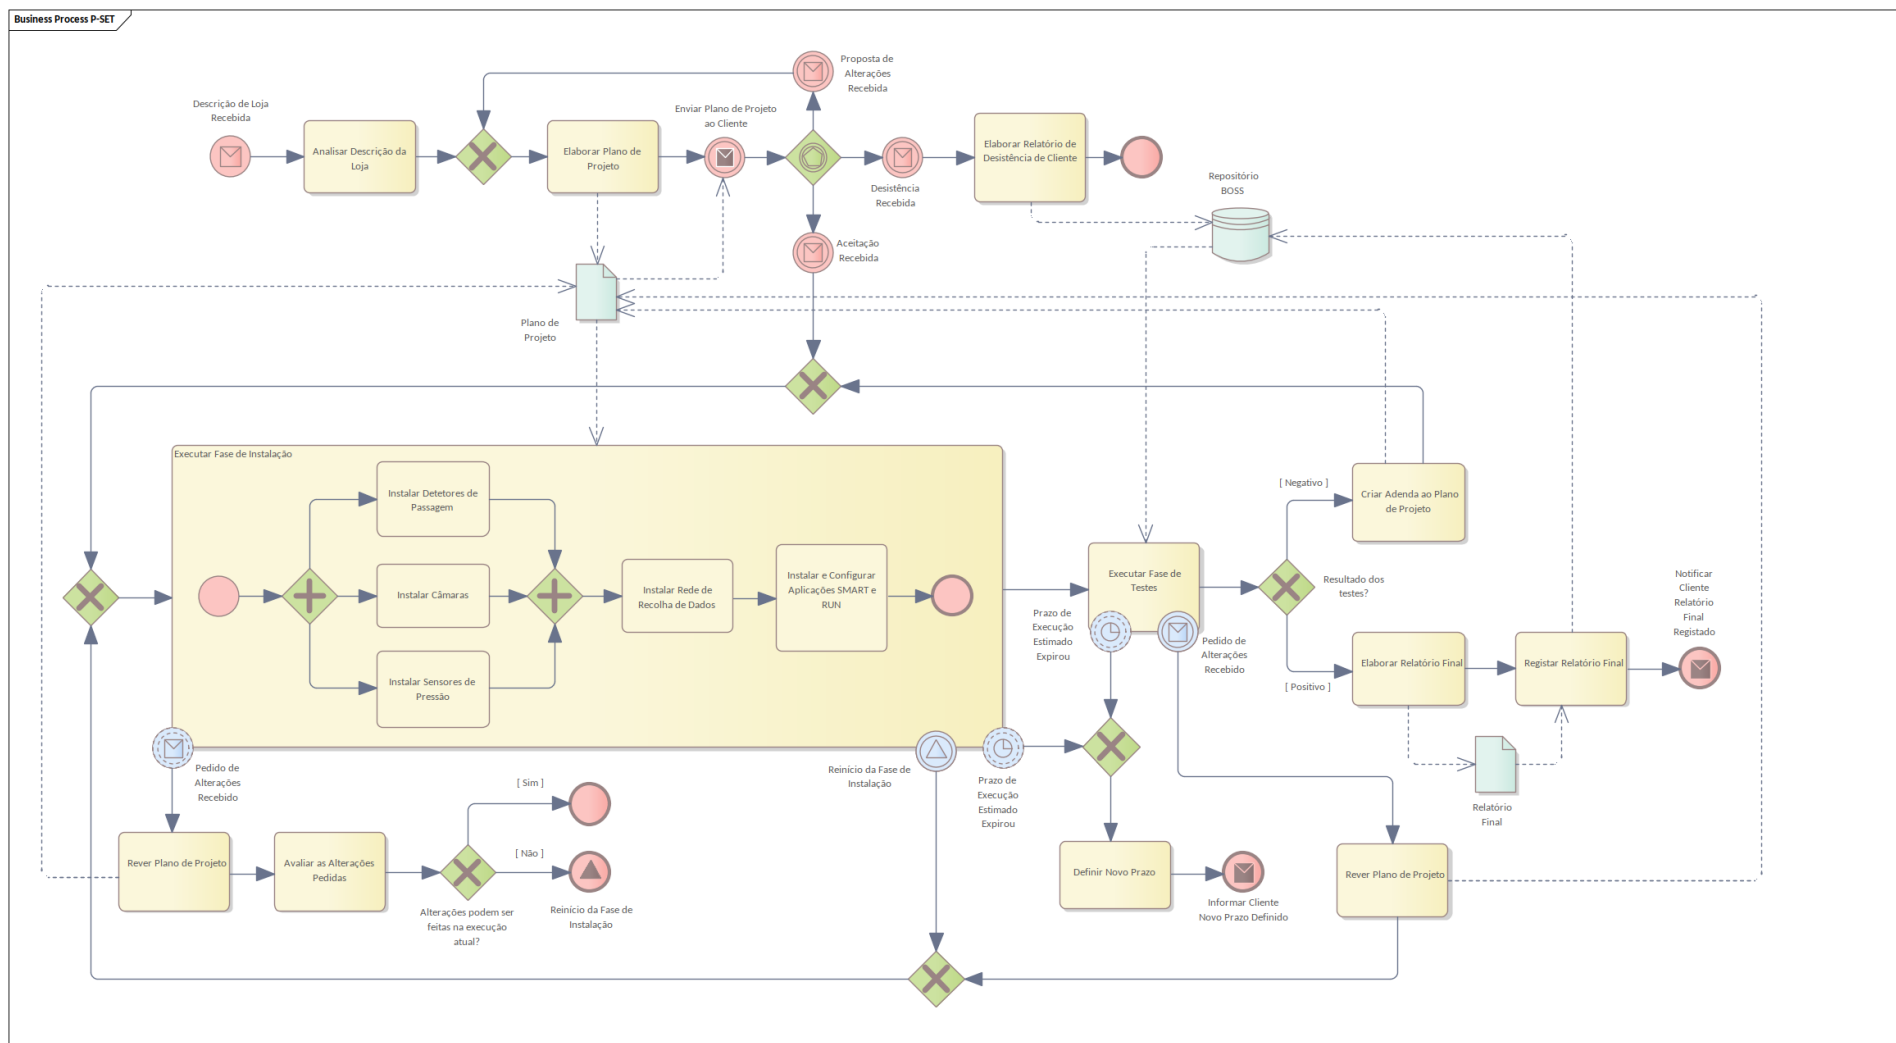 Business Process P-SET
Proposta de
Alterações
Recebida
Descrição de Loja
Recebida
Enviar Plano de Projeto
ao Cliente
Analisar Descrição da
Loja
Elaborar Plano de
Projeto
Elaborar Relatório de
Desistência de Cliente
Desistência
Recebida
Repositório
BOSS
Aceitação
Recebida
Plano de
Projeto
Executar Fase de Instalação
Instalar Detetores de
Passagem
Instalar Câmaras
Instalar Sensores de
Pressão
Instalar Rede de
Recolha de Dados
Instalar e Configurar
Aplicações SMART e
RUN
[ Negativo ]
Criar Adenda ao Plano
de Projeto
Executar Fase de
Testes
Resultado dos
testes?
Prazo de
Execução
Estimado
Expirou
Pedido de
Alterações
Recebido
[ Positivo ]
Elaborar Relatório Final
Registar Relatório Final
Notificar
Cliente
Relatório
Final
Registado
Relatório
Final
Pedido de
Alterações
Recebido
Reinício da Fase de
Instalação
Prazo de
Execução
Estimado
Expirou
[ Sim ]
[ Não ]
Rever Plano de Projeto
Avaliar as Alterações
Pedidas
Alterações podem ser
feitas na execução
atual?
Reinício da Fase de
Instalação
Definir Novo Prazo
Informar Cliente
Novo Prazo Definido
Rever Plano de Projeto